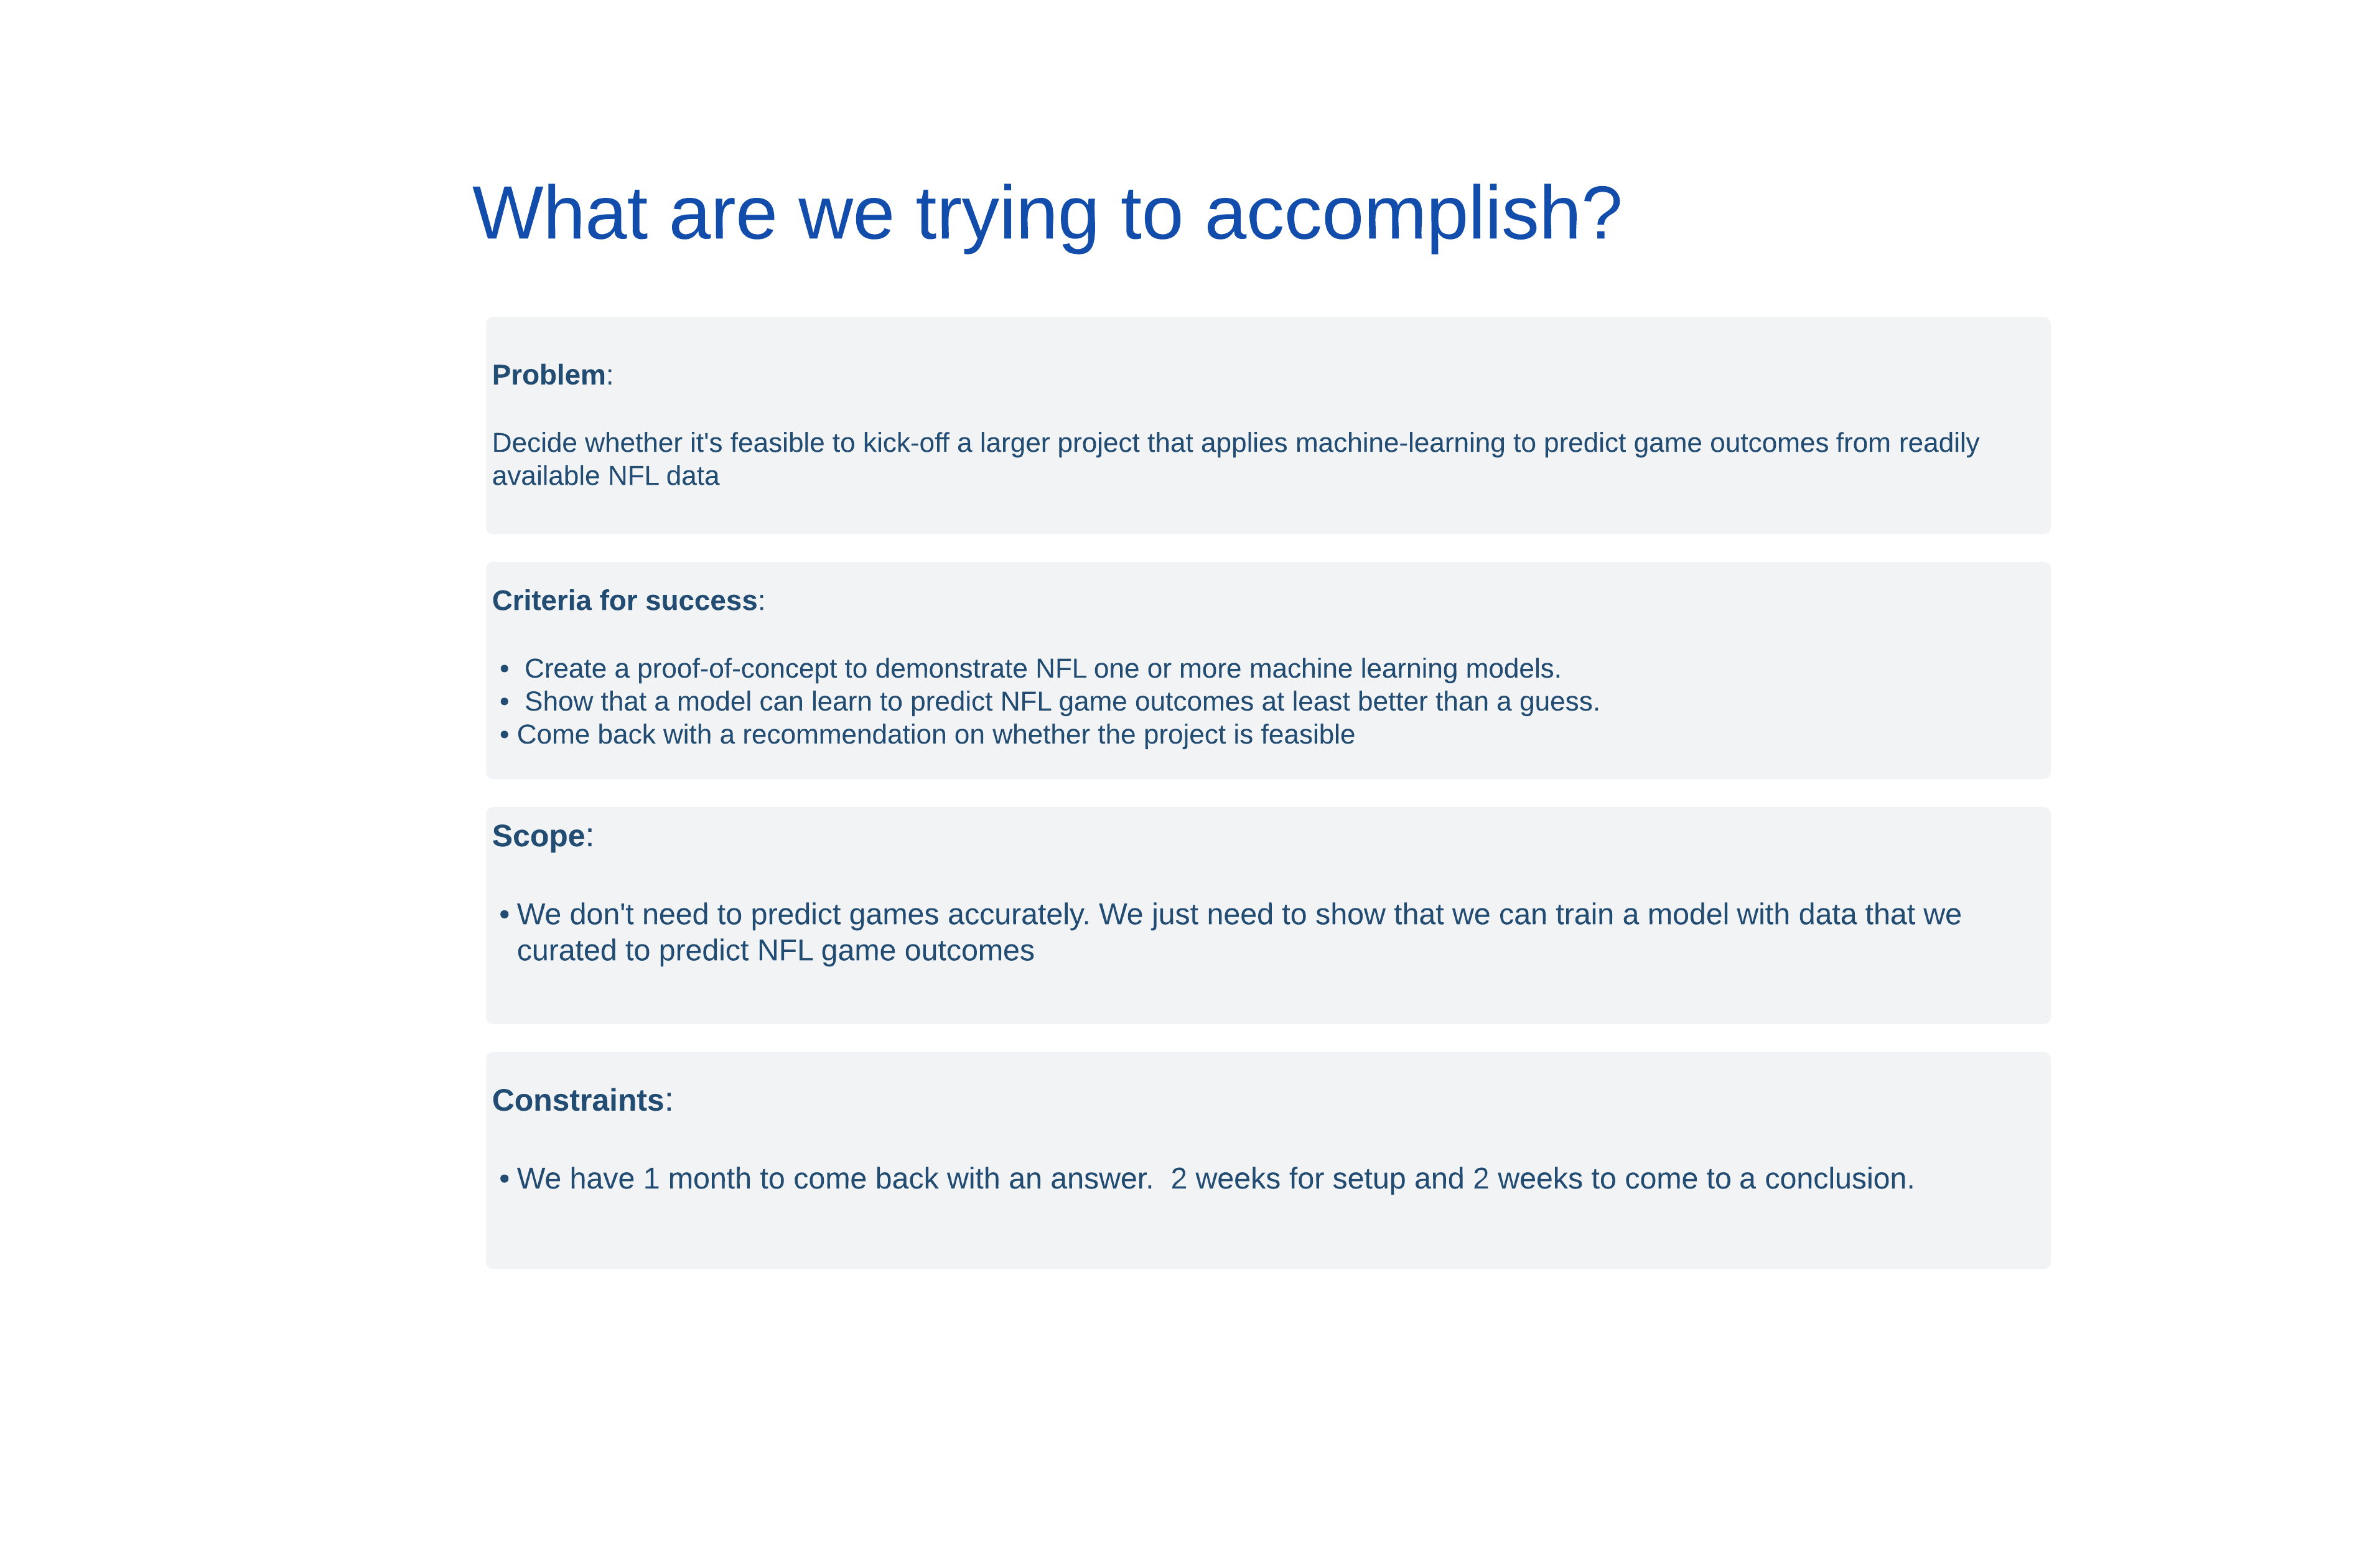 What are we trying to accomplish?
Problem:
Decide whether it's feasible to kick-off a larger project that applies machine-learning to predict game outcomes from readily
available NFL data
Criteria for success:
• Create a proof-of-concept to demonstrate NFL one or more machine learning models.
• Show that a model can learn to predict NFL game outcomes at least better than a guess.
• Come back with a recommendation on whether the project is feasible
Scope:
• We don't need to predict games accurately. We just need to show that we can train a model with data that we
curated to predict NFL game outcomes
Constraints:
• We have 1 month to come back with an answer.  2 weeks for setup and 2 weeks to come to a conclusion.